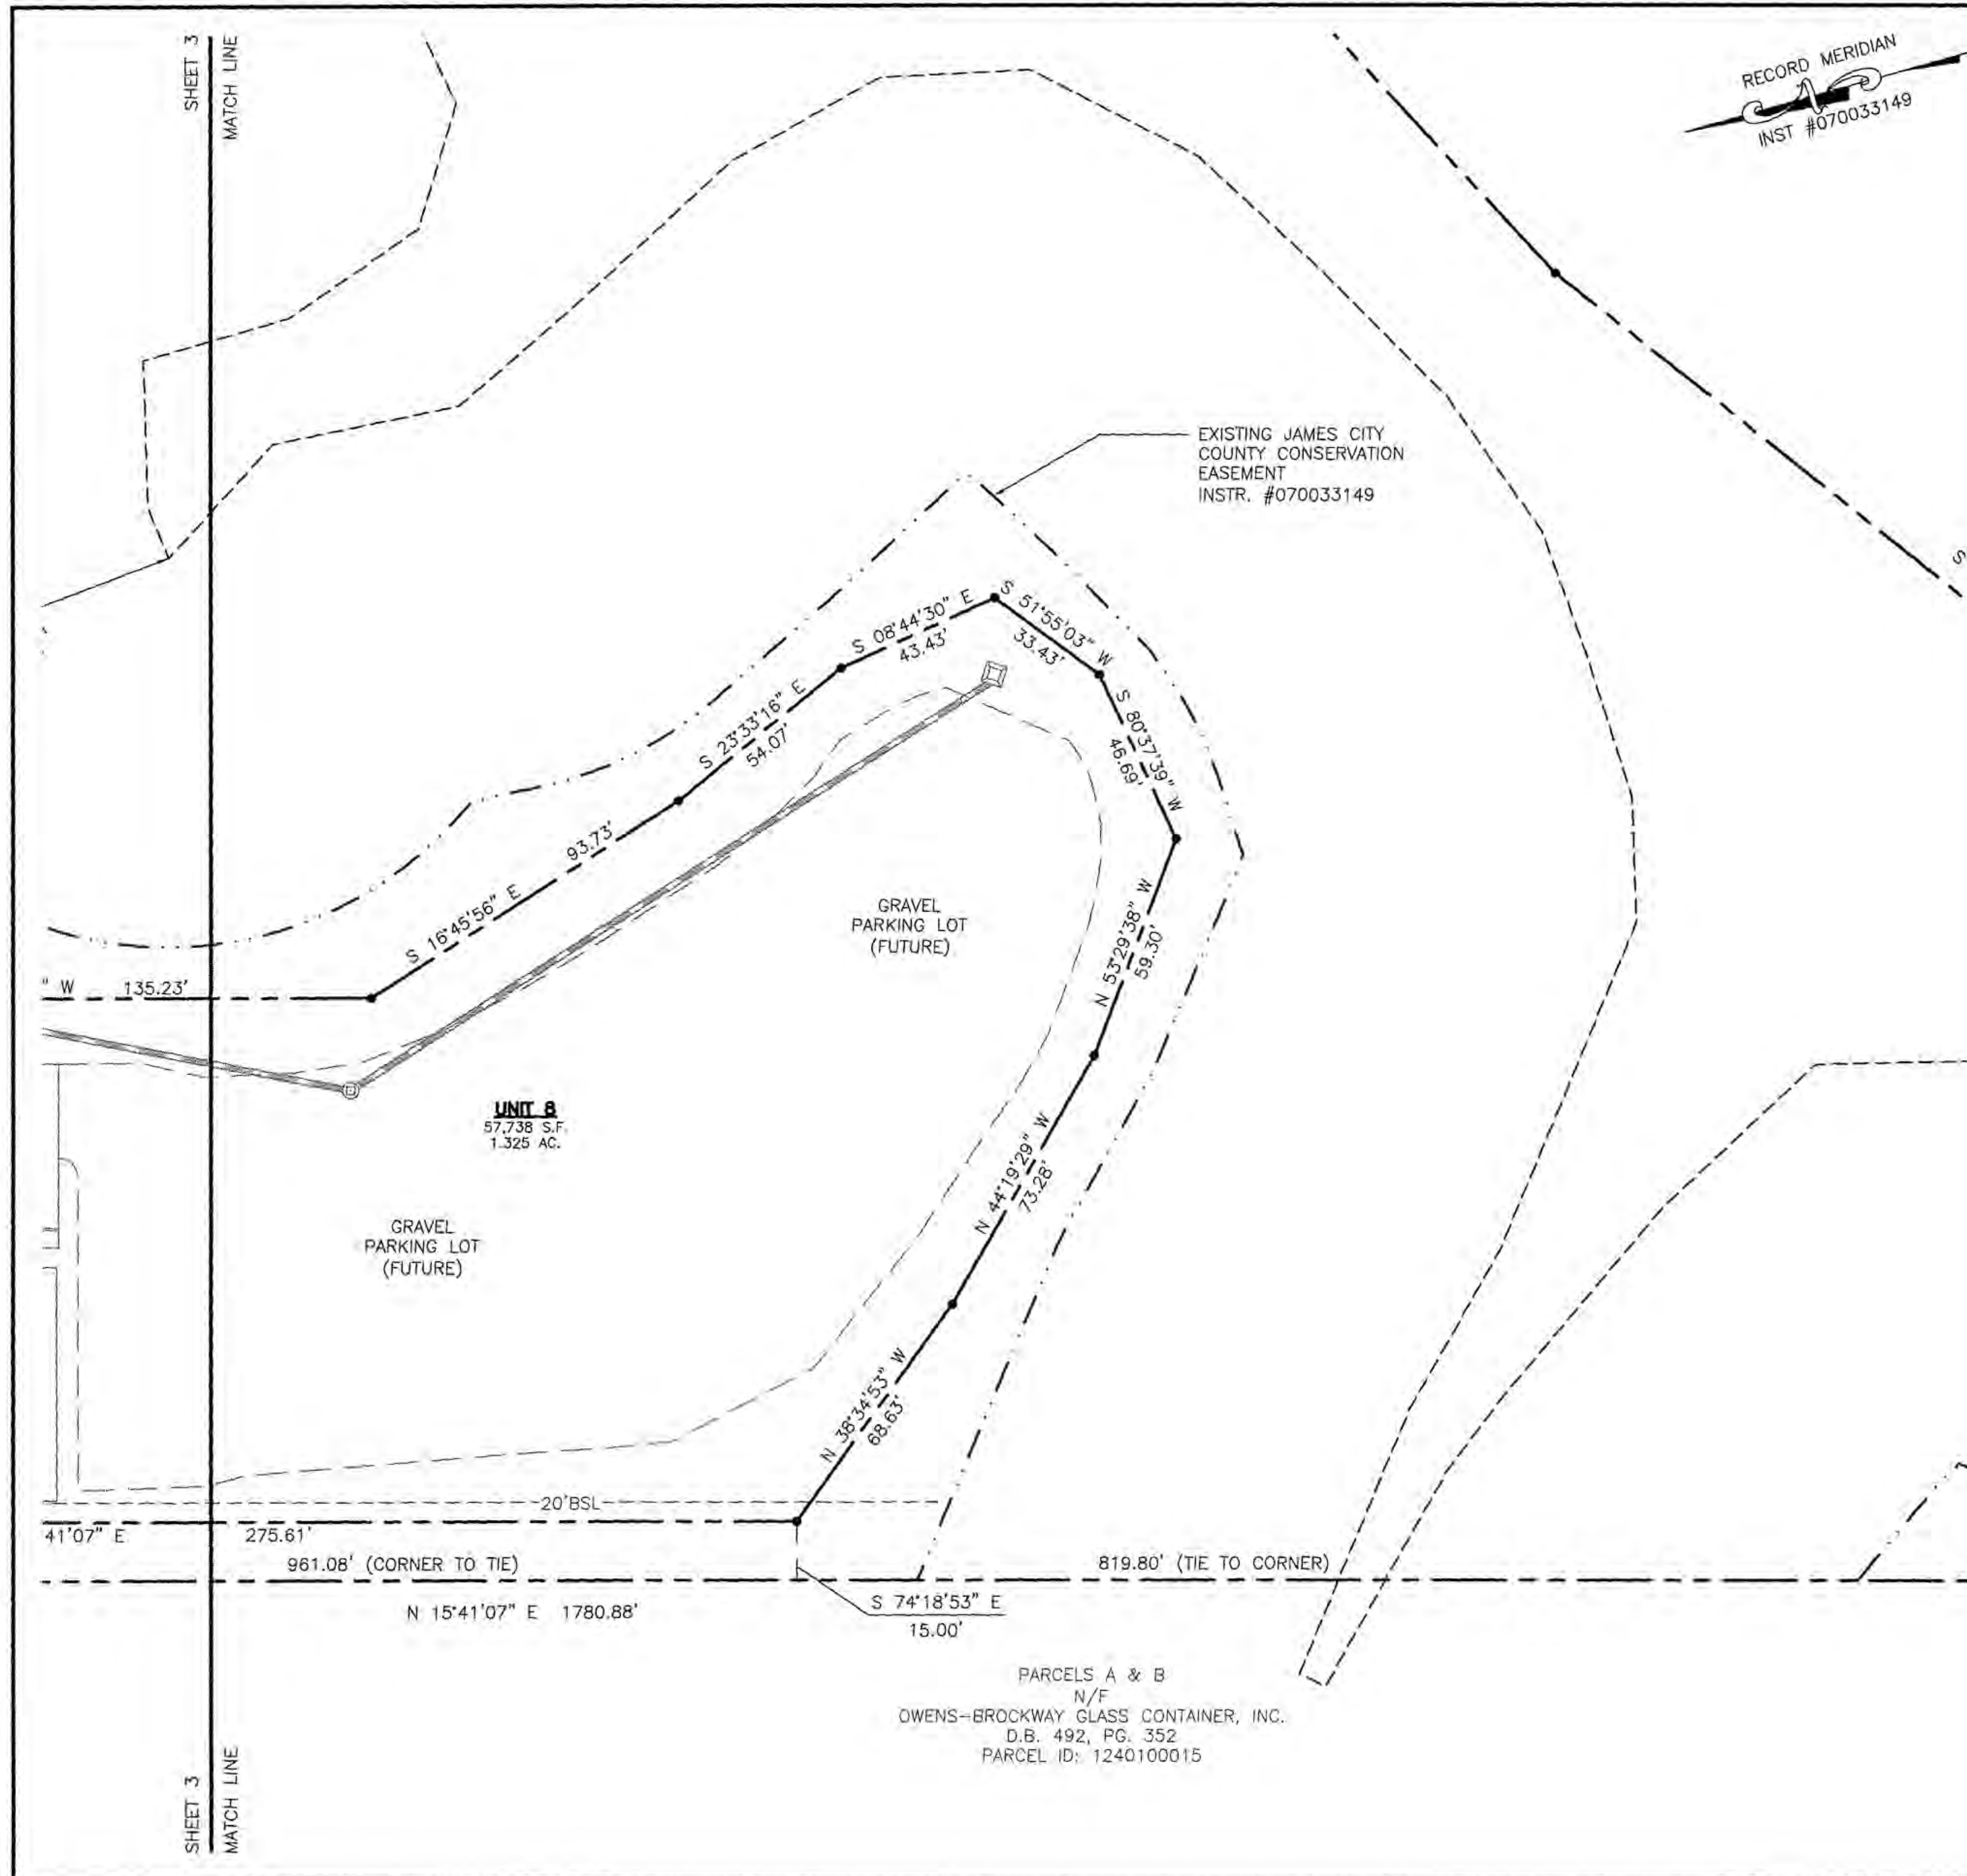 SHEET 3
MATCH LINE
RECORD MERIDIAN
N
INST #070033149
EXISTING JAMES CITY
COUNTY CONSERVATION
EASEMENT
INSTR. #070033149
S 08°44'30" E
43.43'
S 51°55'03" W
33.43'
S 23°33'16" E
54.07'
S 80°37'39" W
46.69'
S 16°45'56" E 93.73'
N 53°29'38" W
59.30'
GRAVEL
PARKING LOT
(FUTURE)
" W 135.23'
UNIT 8
57,738 S.F.
1.325 AC.
N 44°19'29" W
73.28'
GRAVEL
PARKING LOT
(FUTURE)
N 38°34'53" W
68.63'
20'BSL
41'07" E 275.61'
961.08' (CORNER TO TIE)
819.80' (TIE TO CORNER)
N 15°41'07" E 1780.88'
S 74°18'53" E
15.00'
PARCELS A & B
N/F
OWENS-BROCKWAY GLASS CONTAINER, INC.
D.B. 492, PG. 352
PARCEL ID: 1240100015
SHEET 3
MATCH LINE
S